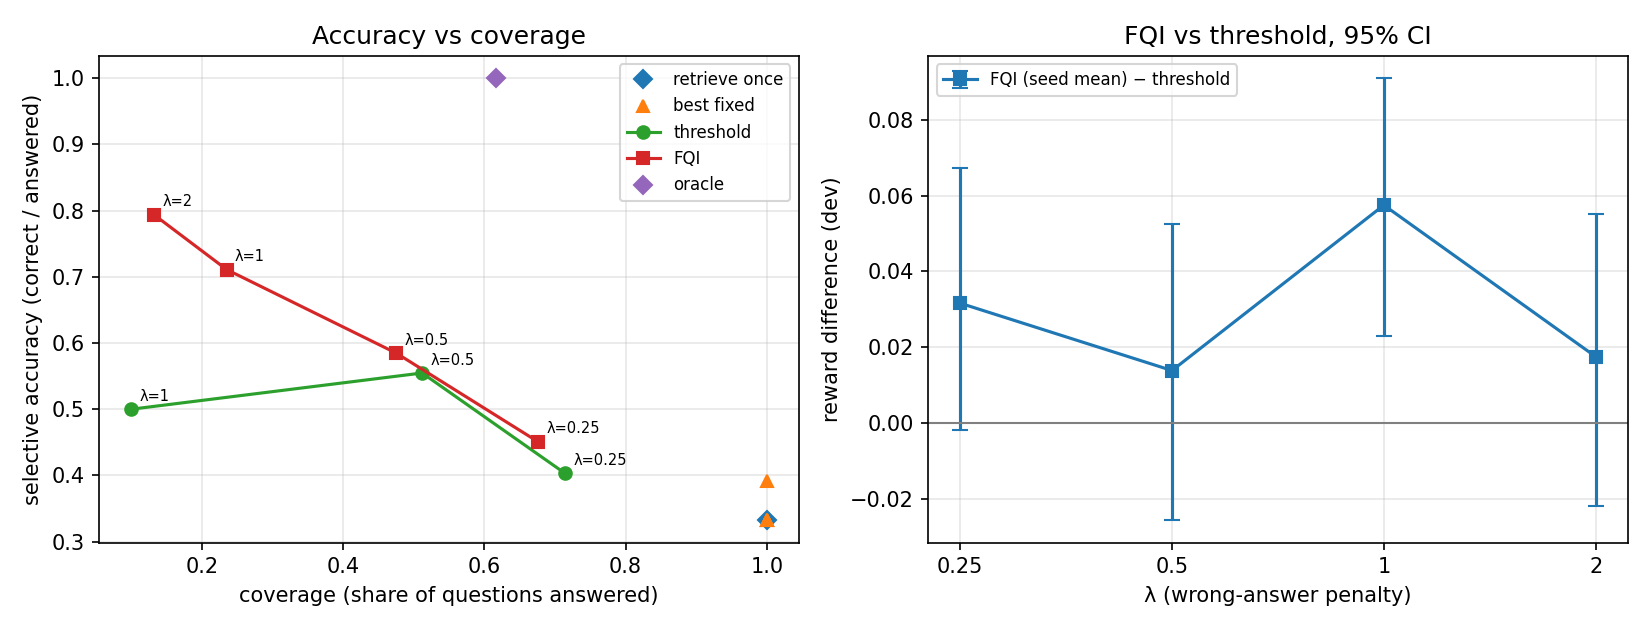 Accuracy vs coverage
selective accuracy (correct / answered)
1.0
0.9
0.8
0.7
0.6
0.5
0.4
0.3
λ=2
λ=1
λ=0.5
λ=0.5
λ=1
λ=0.25
λ=0.25
retrieve once
best fixed
threshold
FQI
oracle
0.2
0.4
0.6
0.8
1.0
coverage (share of questions answered)
FQI vs threshold, 95% CI
FQI (seed mean) − threshold
reward difference (dev)
0.08
0.06
0.04
0.02
0.00
−0.02
0.25
0.5
1
2
λ (wrong-answer penalty)